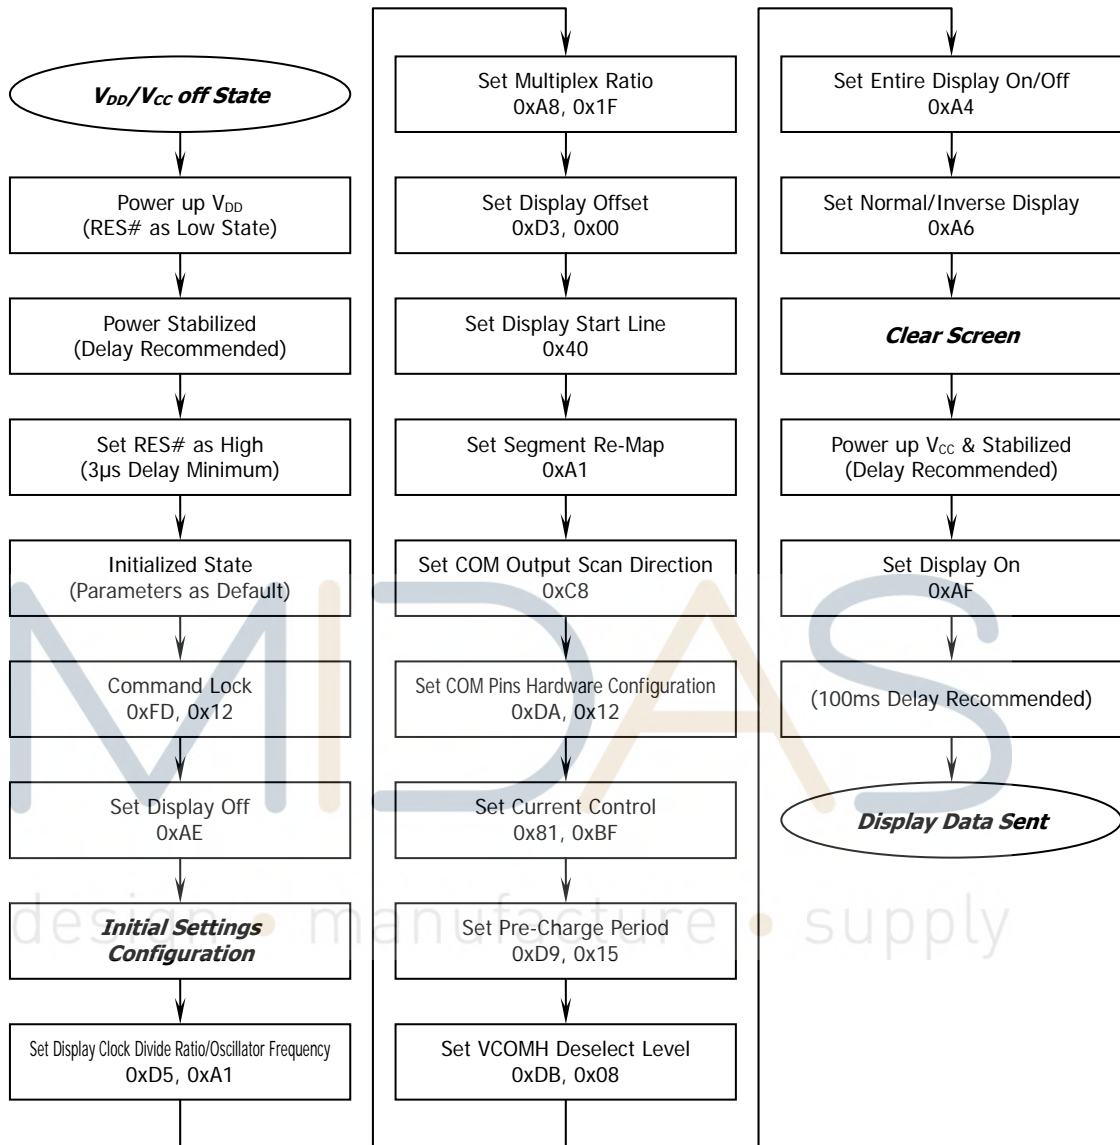 V_DD/V_CC off State
Power up V_DD
(RES# as Low State)
Power Stabilized
(Delay Recommended)
Set RES# as High
(3μs Delay Minimum)
Initialized State
(Parameters as Default)
Command Lock
0xFD, 0x12
Set Display Off
0xAE
Initial Settings
Configuration
Set Display Clock Divide Ratio/Oscillator Frequency
0xD5, 0xA1
Set Multiplex Ratio
0xA8, 0x1F
Set Display Offset
0xD3, 0x00
Set Display Start Line
0x40
Set Segment Re-Map
0xA1
Set COM Output Scan Direction
0xC8
Set COM Pins Hardware Configuration
0xDA, 0x12
Set Current Control
0x81, 0xBF
Set Pre-Charge Period
0xD9, 0x15
Set VCOMH Deselect Level
0xDB, 0x08
Set Entire Display On/Off
0xA4
Set Normal/Inverse Display
0xA6
Clear Screen
Power up V_CC & Stabilized
(Delay Recommended)
Set Display On
0xAF
(100ms Delay Recommended)
Display Data Sent
MIDAS
design • manufacture • supply